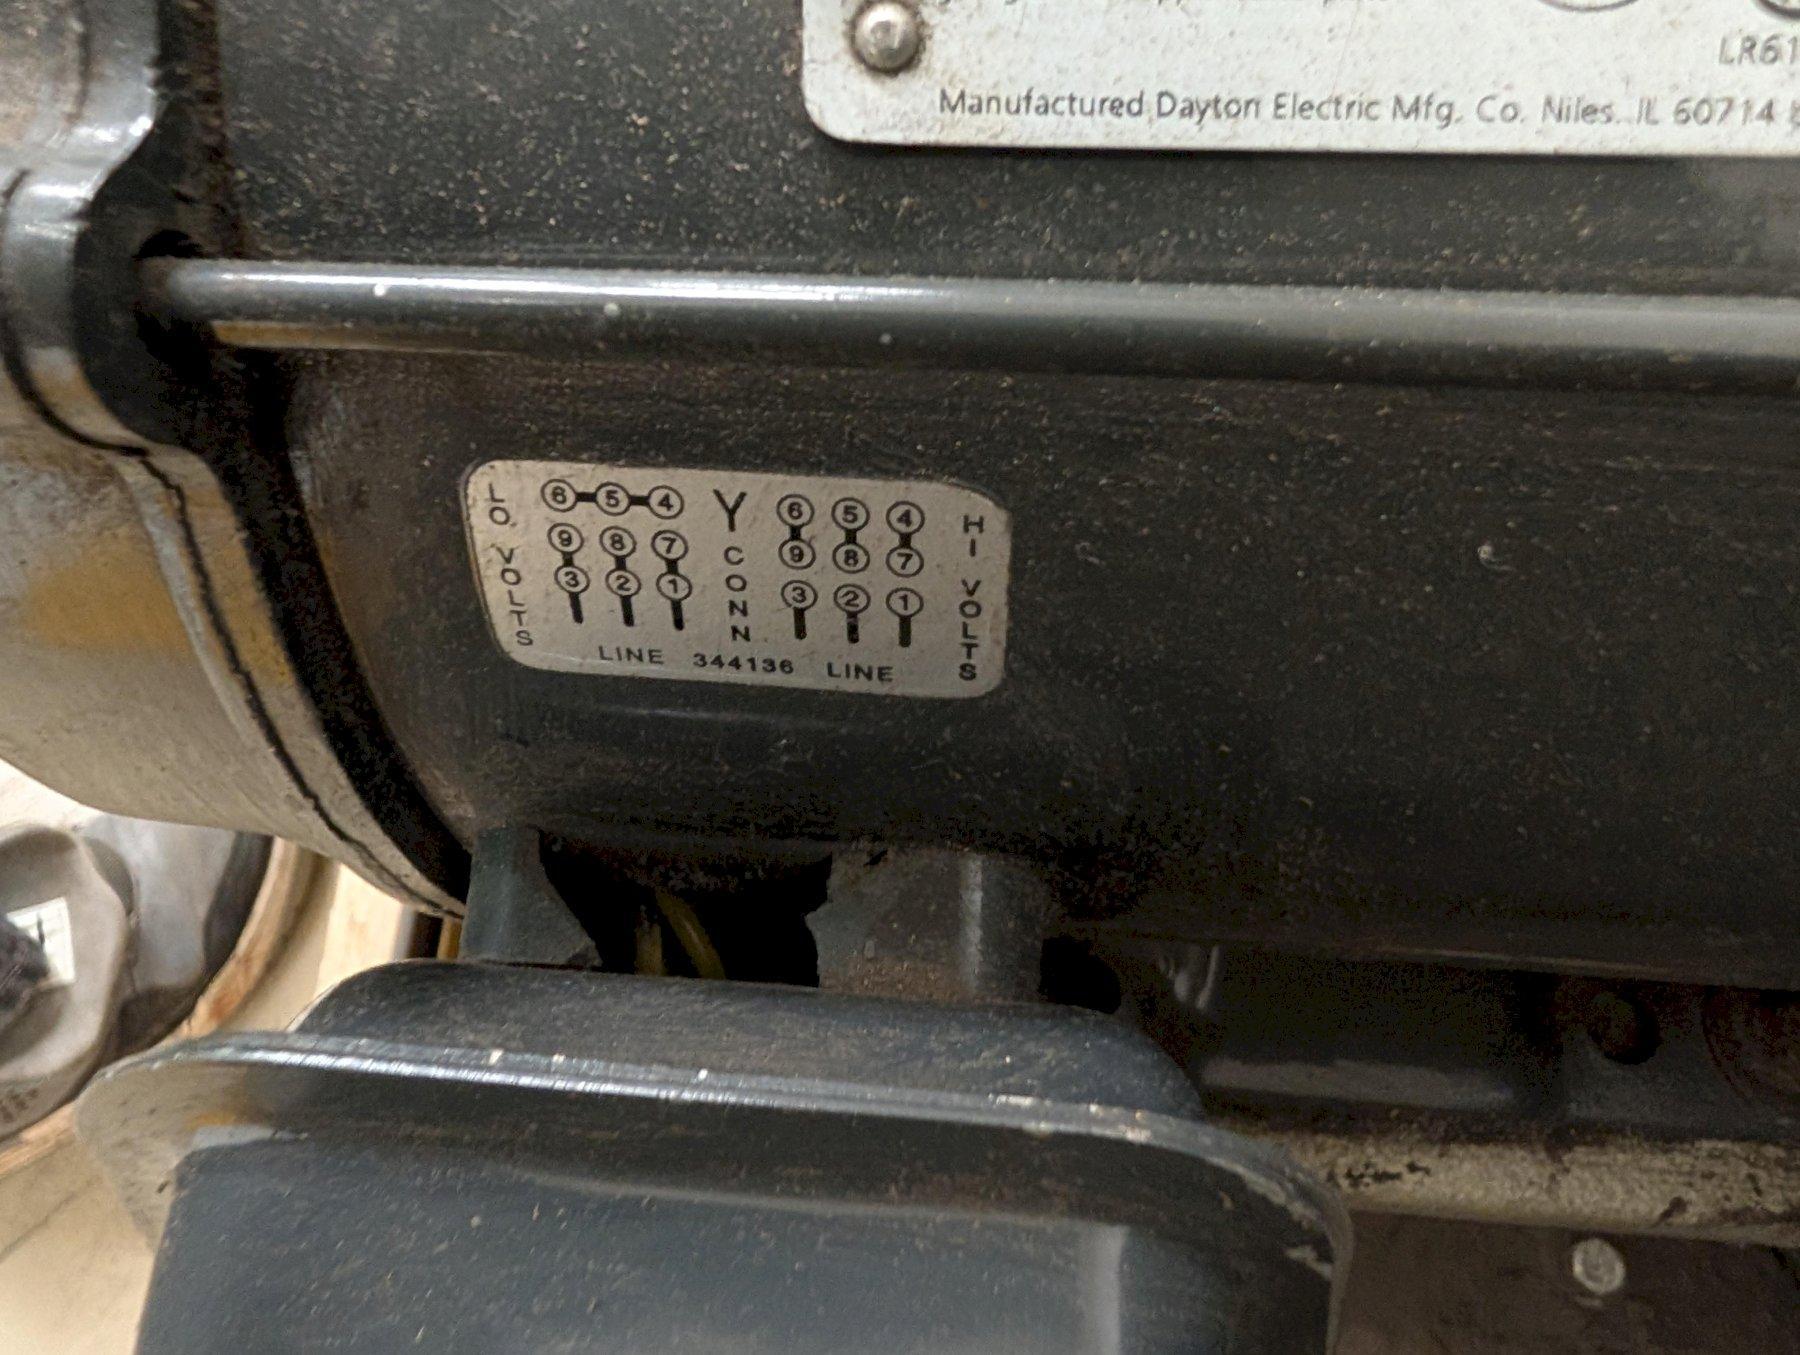 LR61
Manufactured Dayton Electric Mfg. Co. Niles. IL 60714
LO VOLTS
6 5 4
9 8 7
3 2 1
LINE
Y CONN
344136
6 5 4
9 8 7
3 2 1
LINE
HI VOLTS